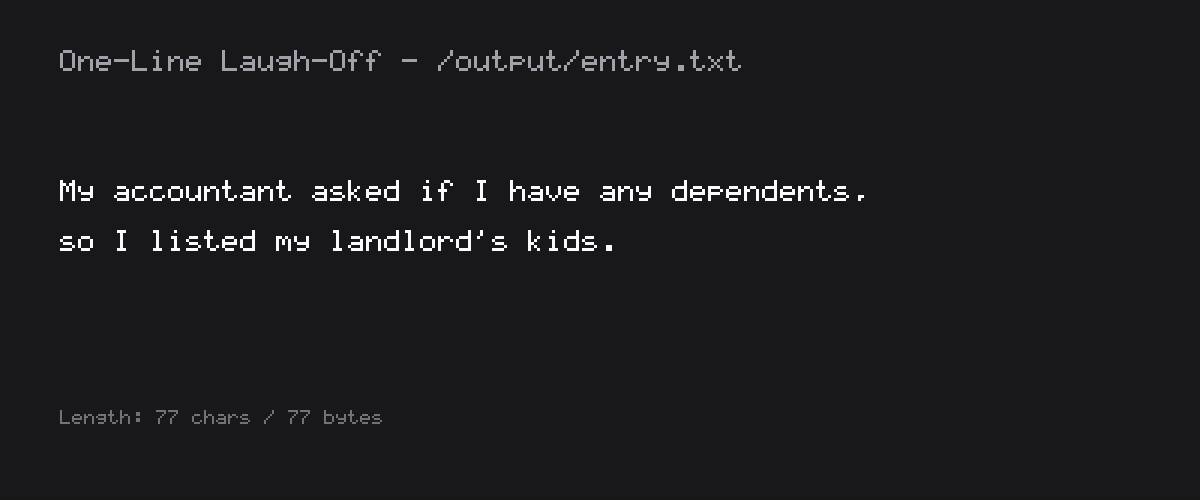 One-Line Laugh-Off - /output/entry.txt
My accountant asked if I have any dependents,
so I listed my landlord's kids.
Length: 77 chars / 77 bytes